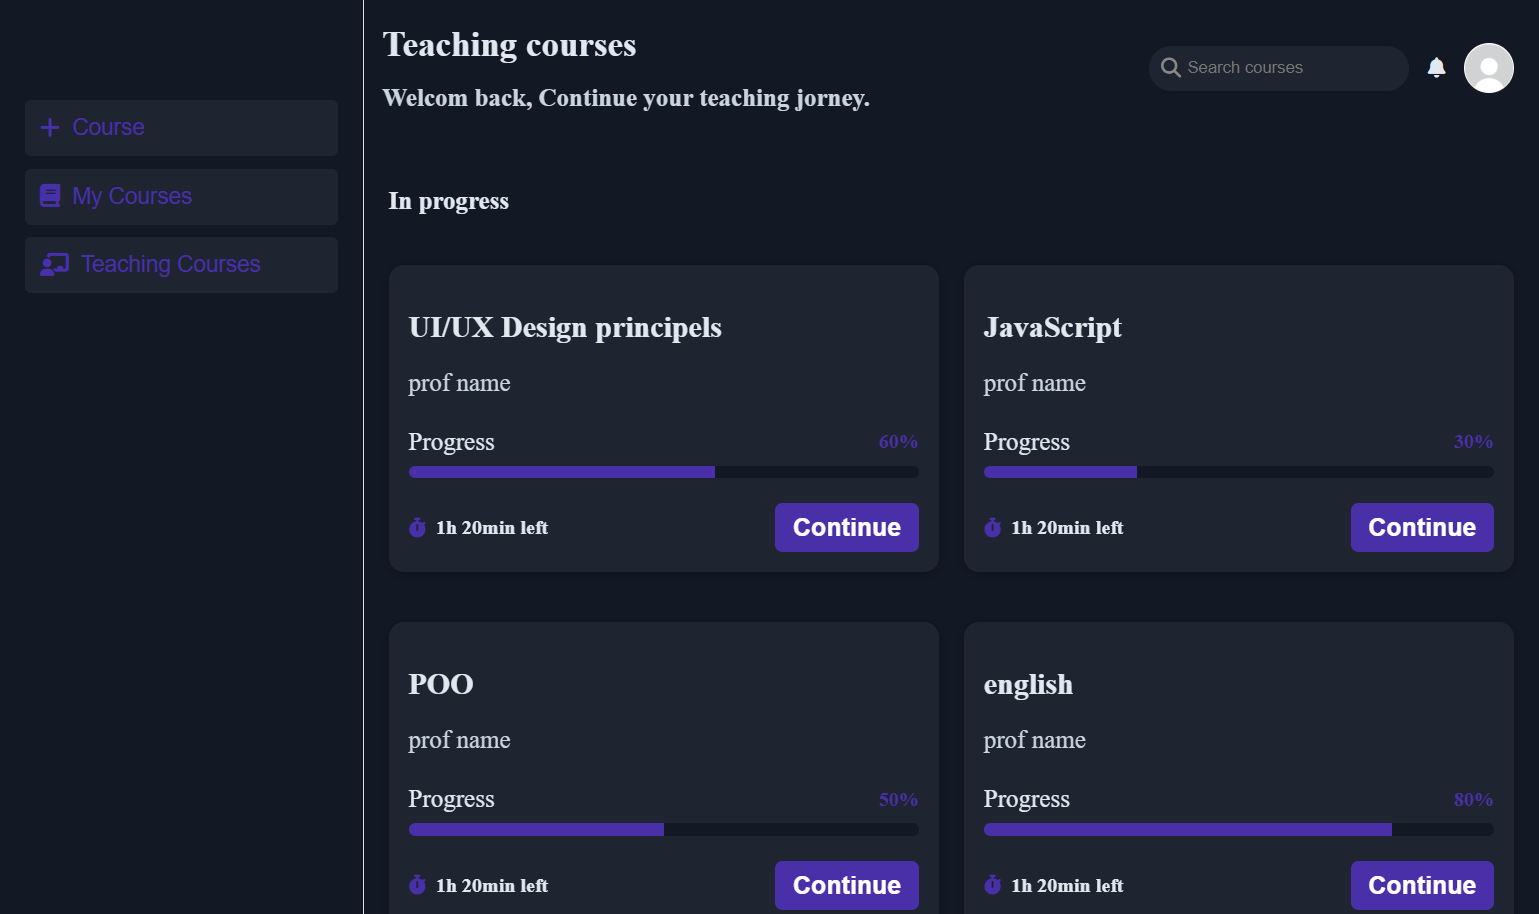 Course
My Courses
Teaching Courses
Teaching courses
Welcom back, Continue your teaching jorney.
Search courses
In progress
UI/UX Design principels
prof name
Progress 60%
1h 20min left Continue
JavaScript
prof name
Progress 30%
1h 20min left Continue
POO
prof name
Progress 50%
1h 20min left Continue
english
prof name
Progress 80%
1h 20min left Continue